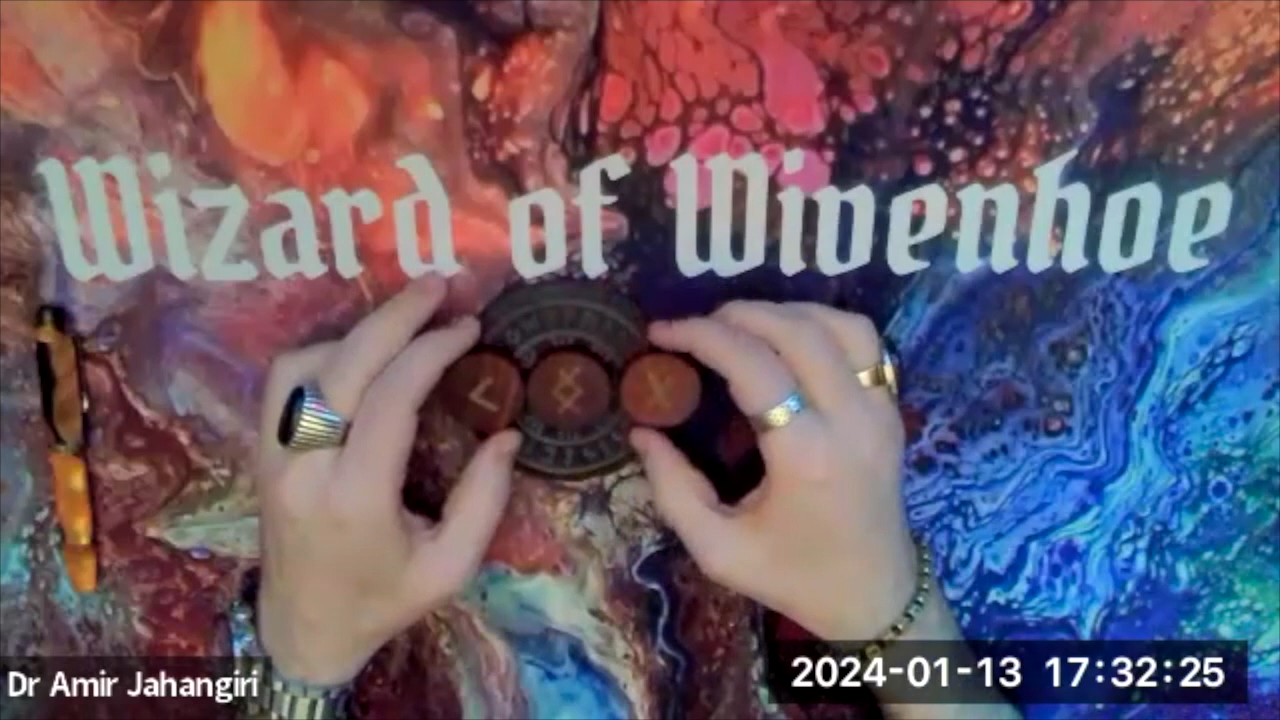 Wizard of Wivenhoe
ᛟ
Dr Amir Jahangiri
2024-01-13 17:32:25